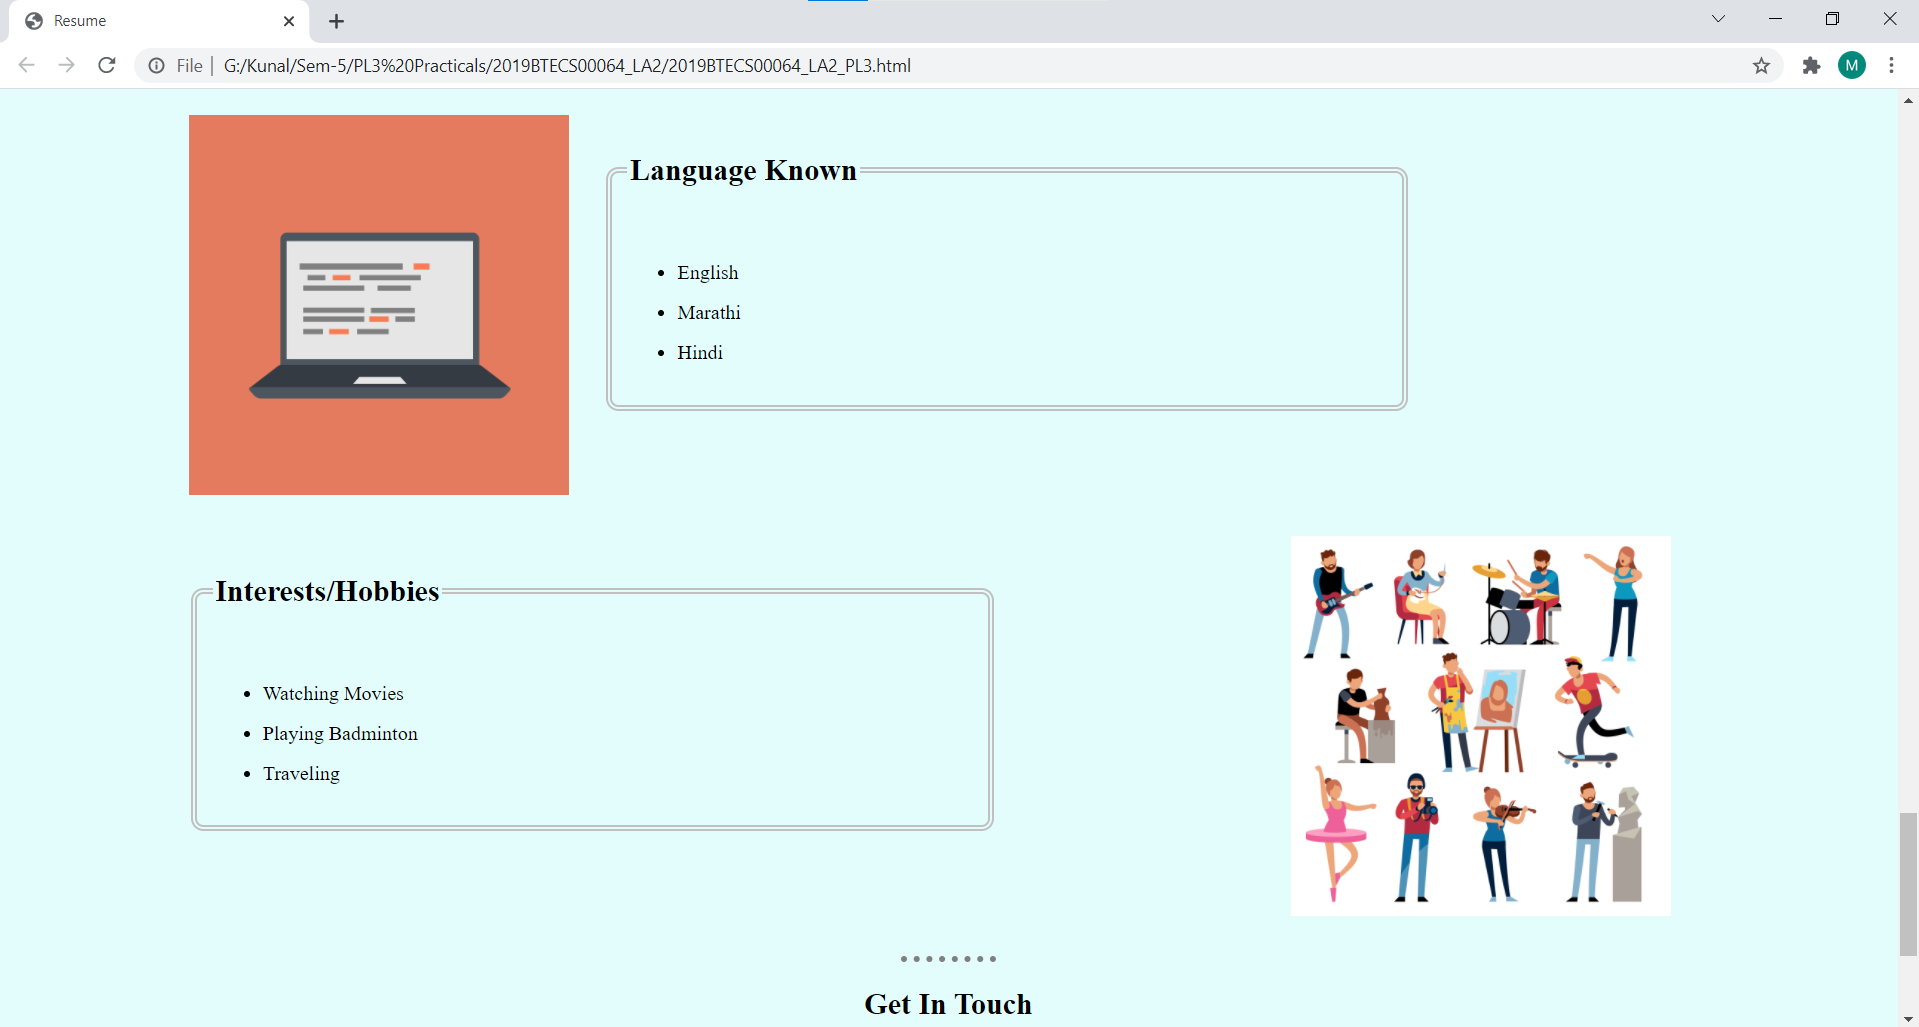 Resume
File | G:/Kunal/Sem-5/PL3%20Practicals/2019BTECS00064_LA2/2019BTECS00064_LA2_PL3.html
M
Language Known
• English
• Marathi
• Hindi
Interests/Hobbies
• Watching Movies
• Playing Badminton
• Traveling
Get In Touch